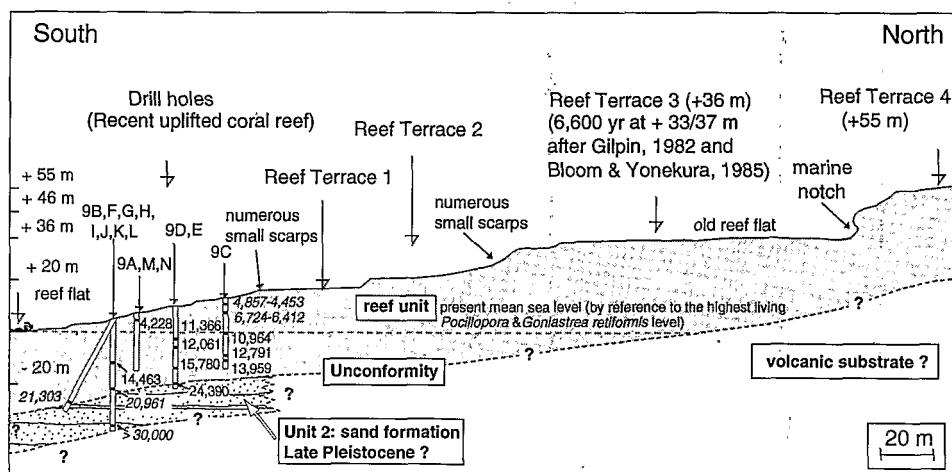 South
North
Drill holes
(Recent uplifted coral reef)
Reef Terrace 2
Reef Terrace 1
Reef Terrace 3 (+36 m)
(6,600 yr at + 33/37 m
after Gilpin, 1982 and
Bloom & Yonekura, 1985)
Reef Terrace 4
(+55 m)
marine
notch
numerous
small scarps
numerous
small scarps
old reef flat
+ 55 m
+ 46 m
+ 36 m
+ 20 m
reef flat
- 20 m
9B,F,G,H,
I,J,K,L
9A,M,N
9D,E
9C
4,857-4,453
6,724-6,412
4,228
11,366
10,964
12,061
12,791
15,780
13,959
14,463
24,390
21,303
20,961
> 30,000
reef unit
present mean sea level (by reference to the highest living
Pocillopora & Goniastrea retiformis level)
Unconformity
volcanic substrate ?
Unit 2: sand formation
Late Pleistocene ?
?
?
?
?
?
?
?
20 m